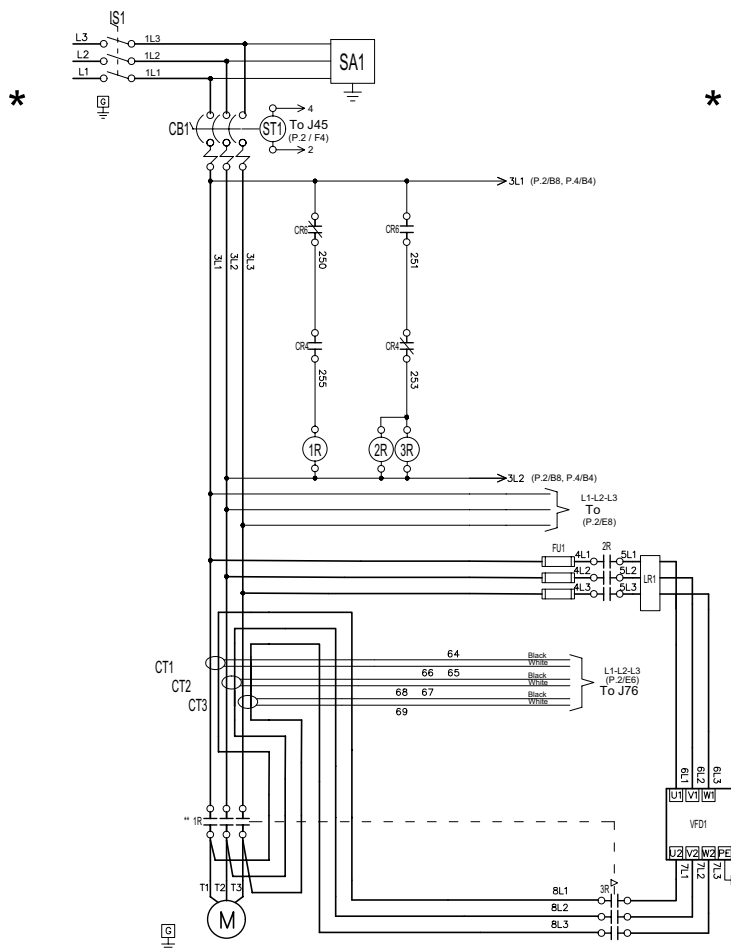 IS1
L3 1L3
L2 1L2
L1 1L1
SA1
*
*
G
CB1
ST1
4
To J45
(P.2 / F4)
2
3L1 (P.2/B8, P.4/B4)
CR6
CR6
3L1
3L2
3L3
250
251
CR4
CR4
255
253
1R
2R
3R
3L2 (P.2/B8, P.4/B4)
L1-L2-L3
To
(P.2/E8)
FU1
4L1 2R 5L1
4L2 5L2
4L3 5L3
LR1
CT1
64
Black
White
CT2
66 65
Black
White
CT3
68 67
Black
White
69
L1-L2-L3
(P.2/E6)
To J76
6L1
6L2
6L3
U1 V1 W1
VFD1
U2 V2 W2 PE
7L1
7L2
7L3
** 1R
T1 T2 T3
M
G
3R
8L1
8L2
8L3